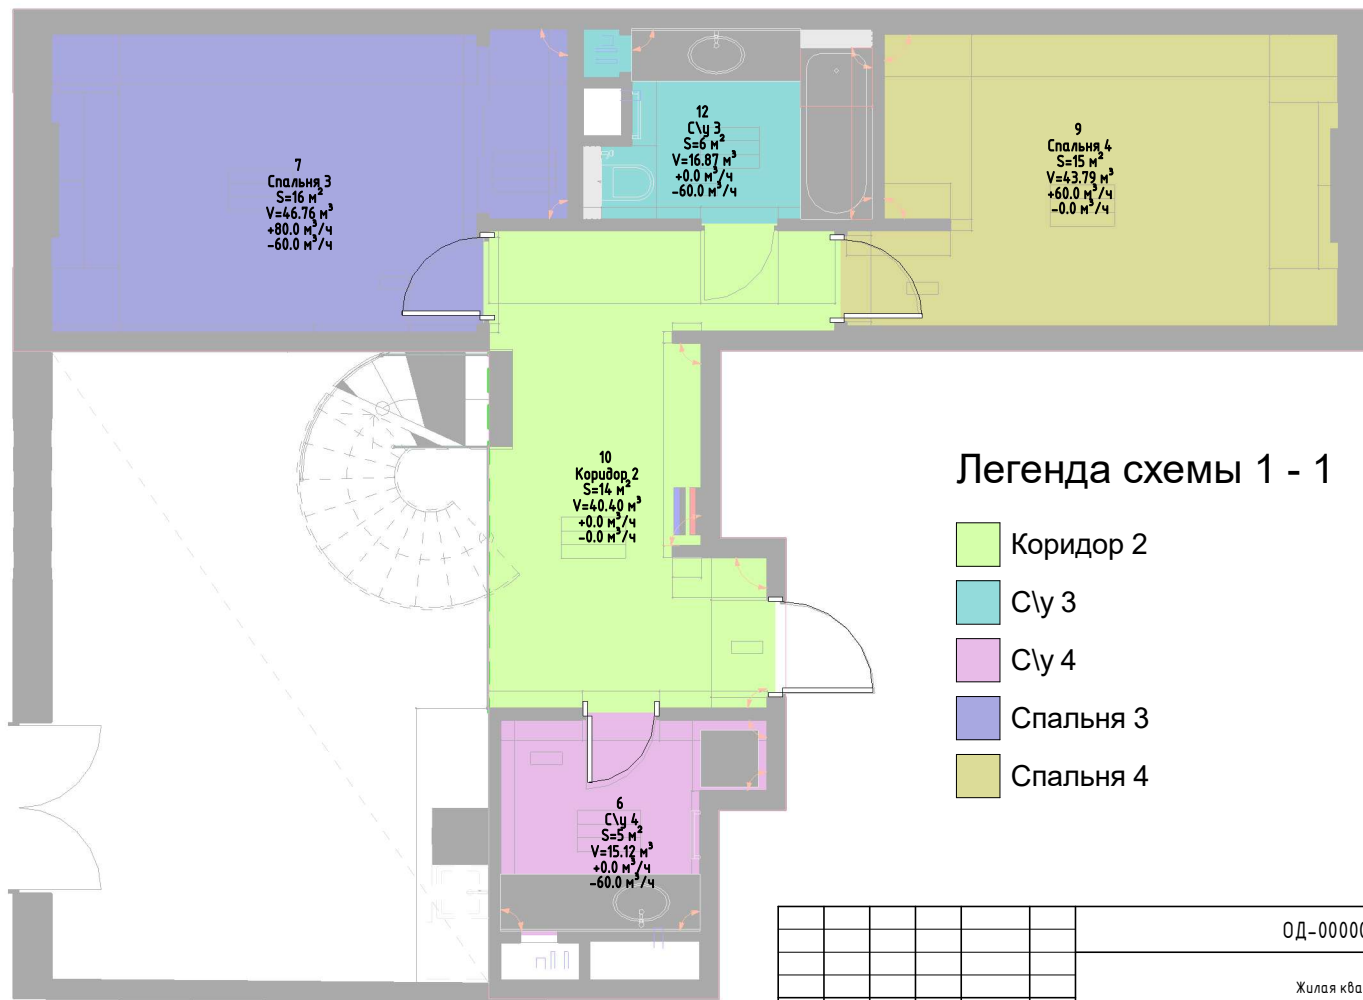 7
Спальня 3
S=16 м²
V=46.76 м³
+80.0 м³/ч
-60.0 м³/ч
12
С\у 3
S=6 м²
V=16.87 м³
+0.0 м³/ч
-60.0 м³/ч
9
Спальня 4
S=15 м²
V=43.79 м³
+60.0 м³/ч
-0.0 м³/ч
10
Коридор 2
S=14 м²
V=40.40 м³
+0.0 м³/ч
-0.0 м³/ч
6
С\у 4
S=5 м²
V=15.12 м³
+0.0 м³/ч
-60.0 м³/ч
Легенда схемы 1 - 1
Коридор 2
С\у 3
С\у 4
Спальня 3
Спальня 4
ОД-00000
Жилая ква